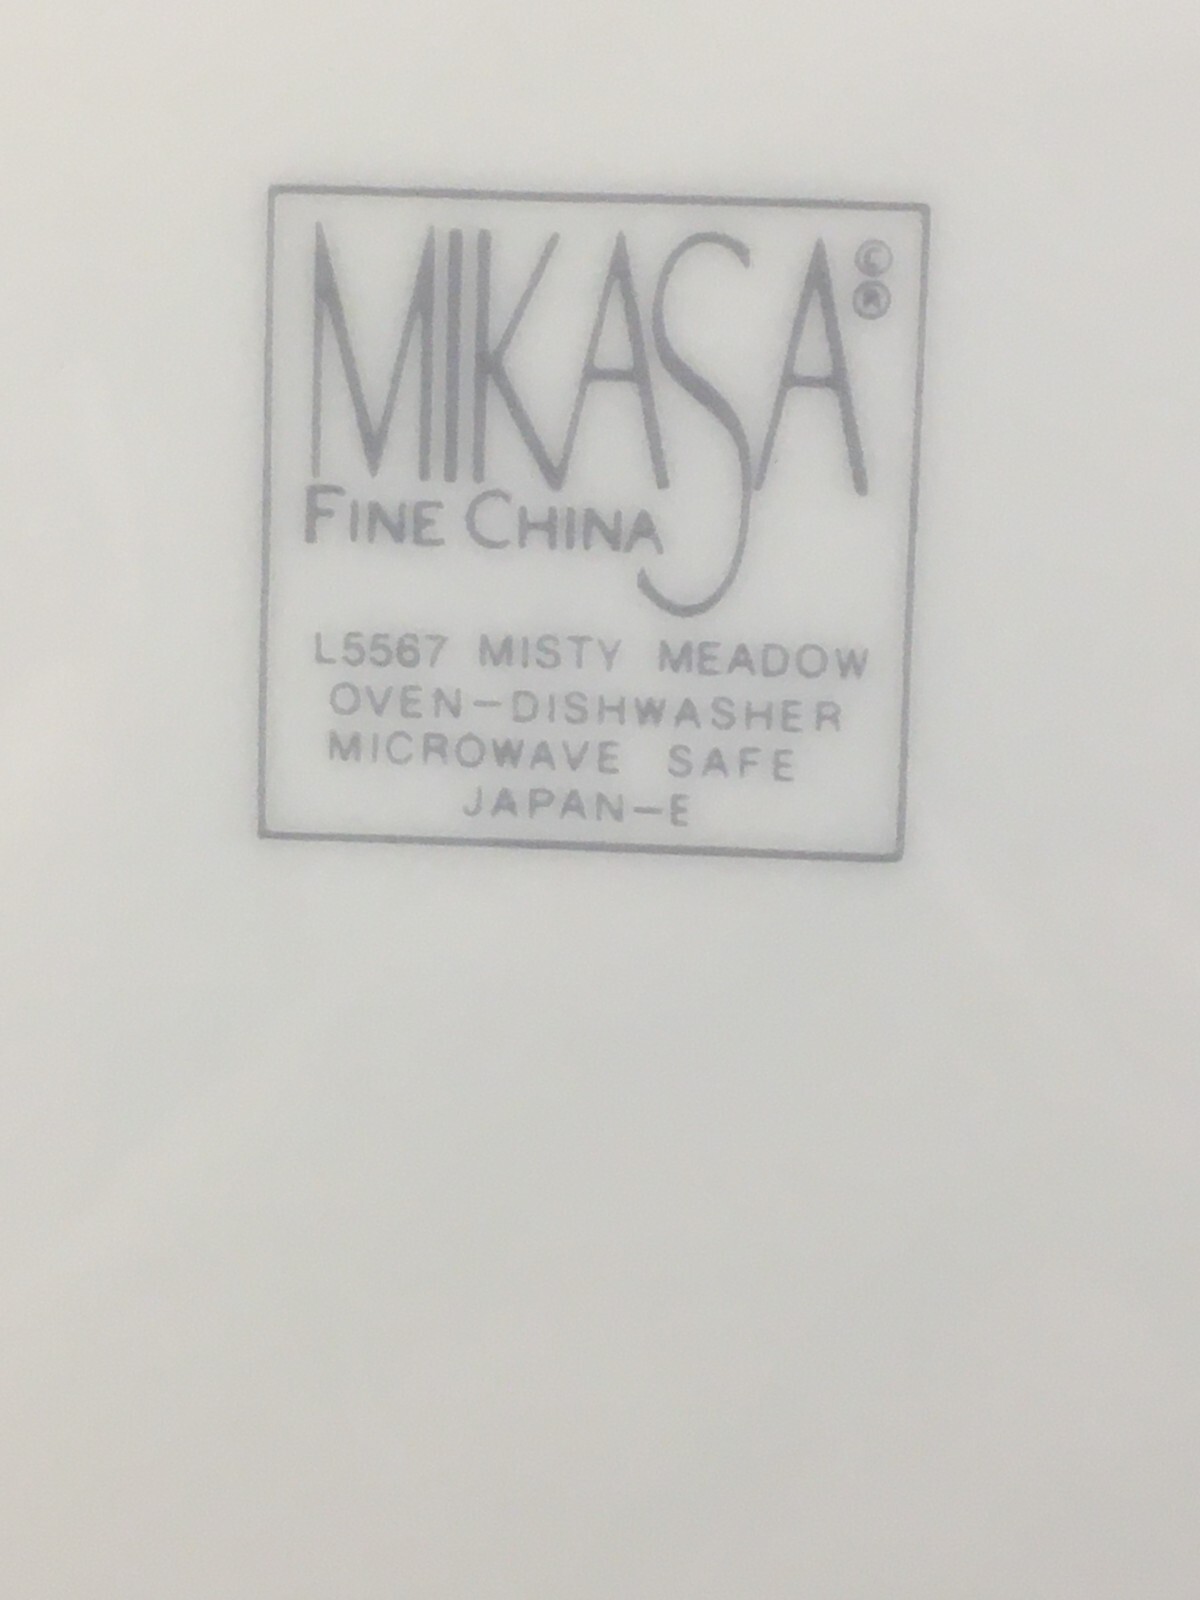 MIKASA © ®
FINE CHINA
L5567 MISTY MEADOW
OVEN-DISHWASHER
MICROWAVE SAFE
JAPAN-E